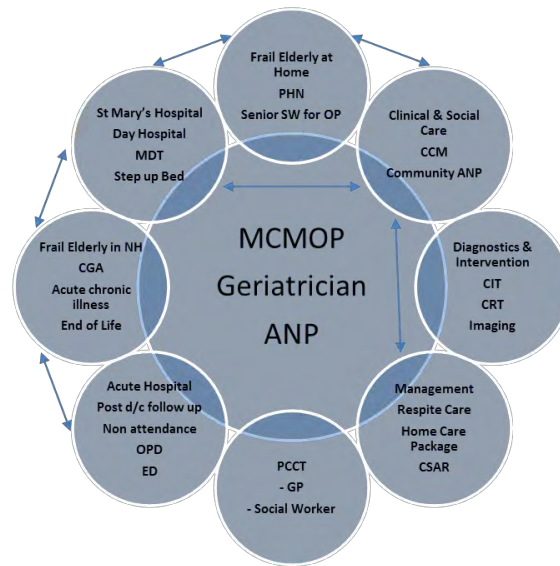 Frail Elderly at
Home
PHN
Senior SW for OP
Clinical & Social
Care
CCM
Community ANP
Diagnostics &
Intervention
CIT
CRT
Imaging
Management
Respite Care
Home Care
Package
CSAR
PCCT
- GP
- Social Worker
Acute Hospital
Post d/c follow up
Non attendance
OPD
ED
Frail Elderly in NH
CGA
Acute chronic
illness
End of Life
St Mary's Hospital
Day Hospital
MDT
Step up Bed
MCMOP
Geriatrician
ANP